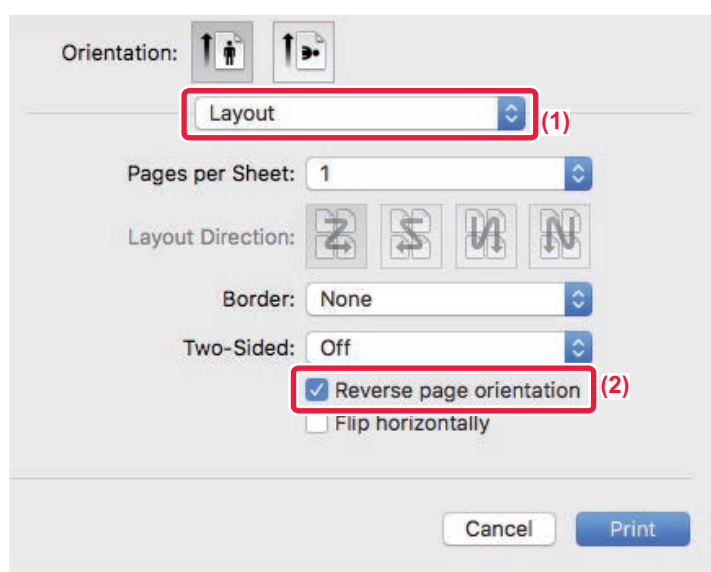 Orientation:
Layout
(1)
Pages per Sheet: 1
Layout Direction:
Border: None
Two-Sided: Off
Reverse page orientation
(2)
Flip horizontally
Cancel Print